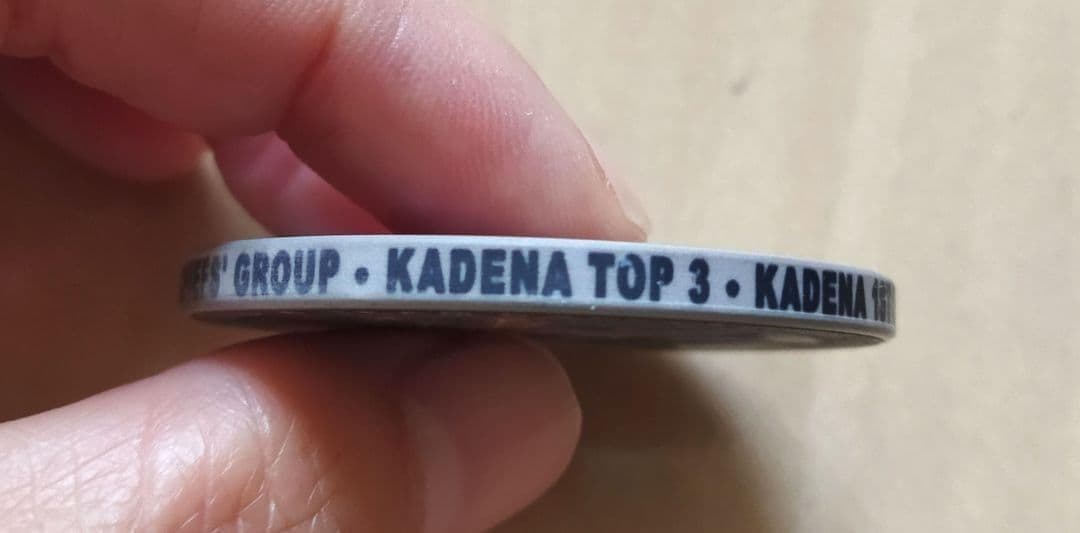 GROUP • KADENA TOP 3 • KADENA